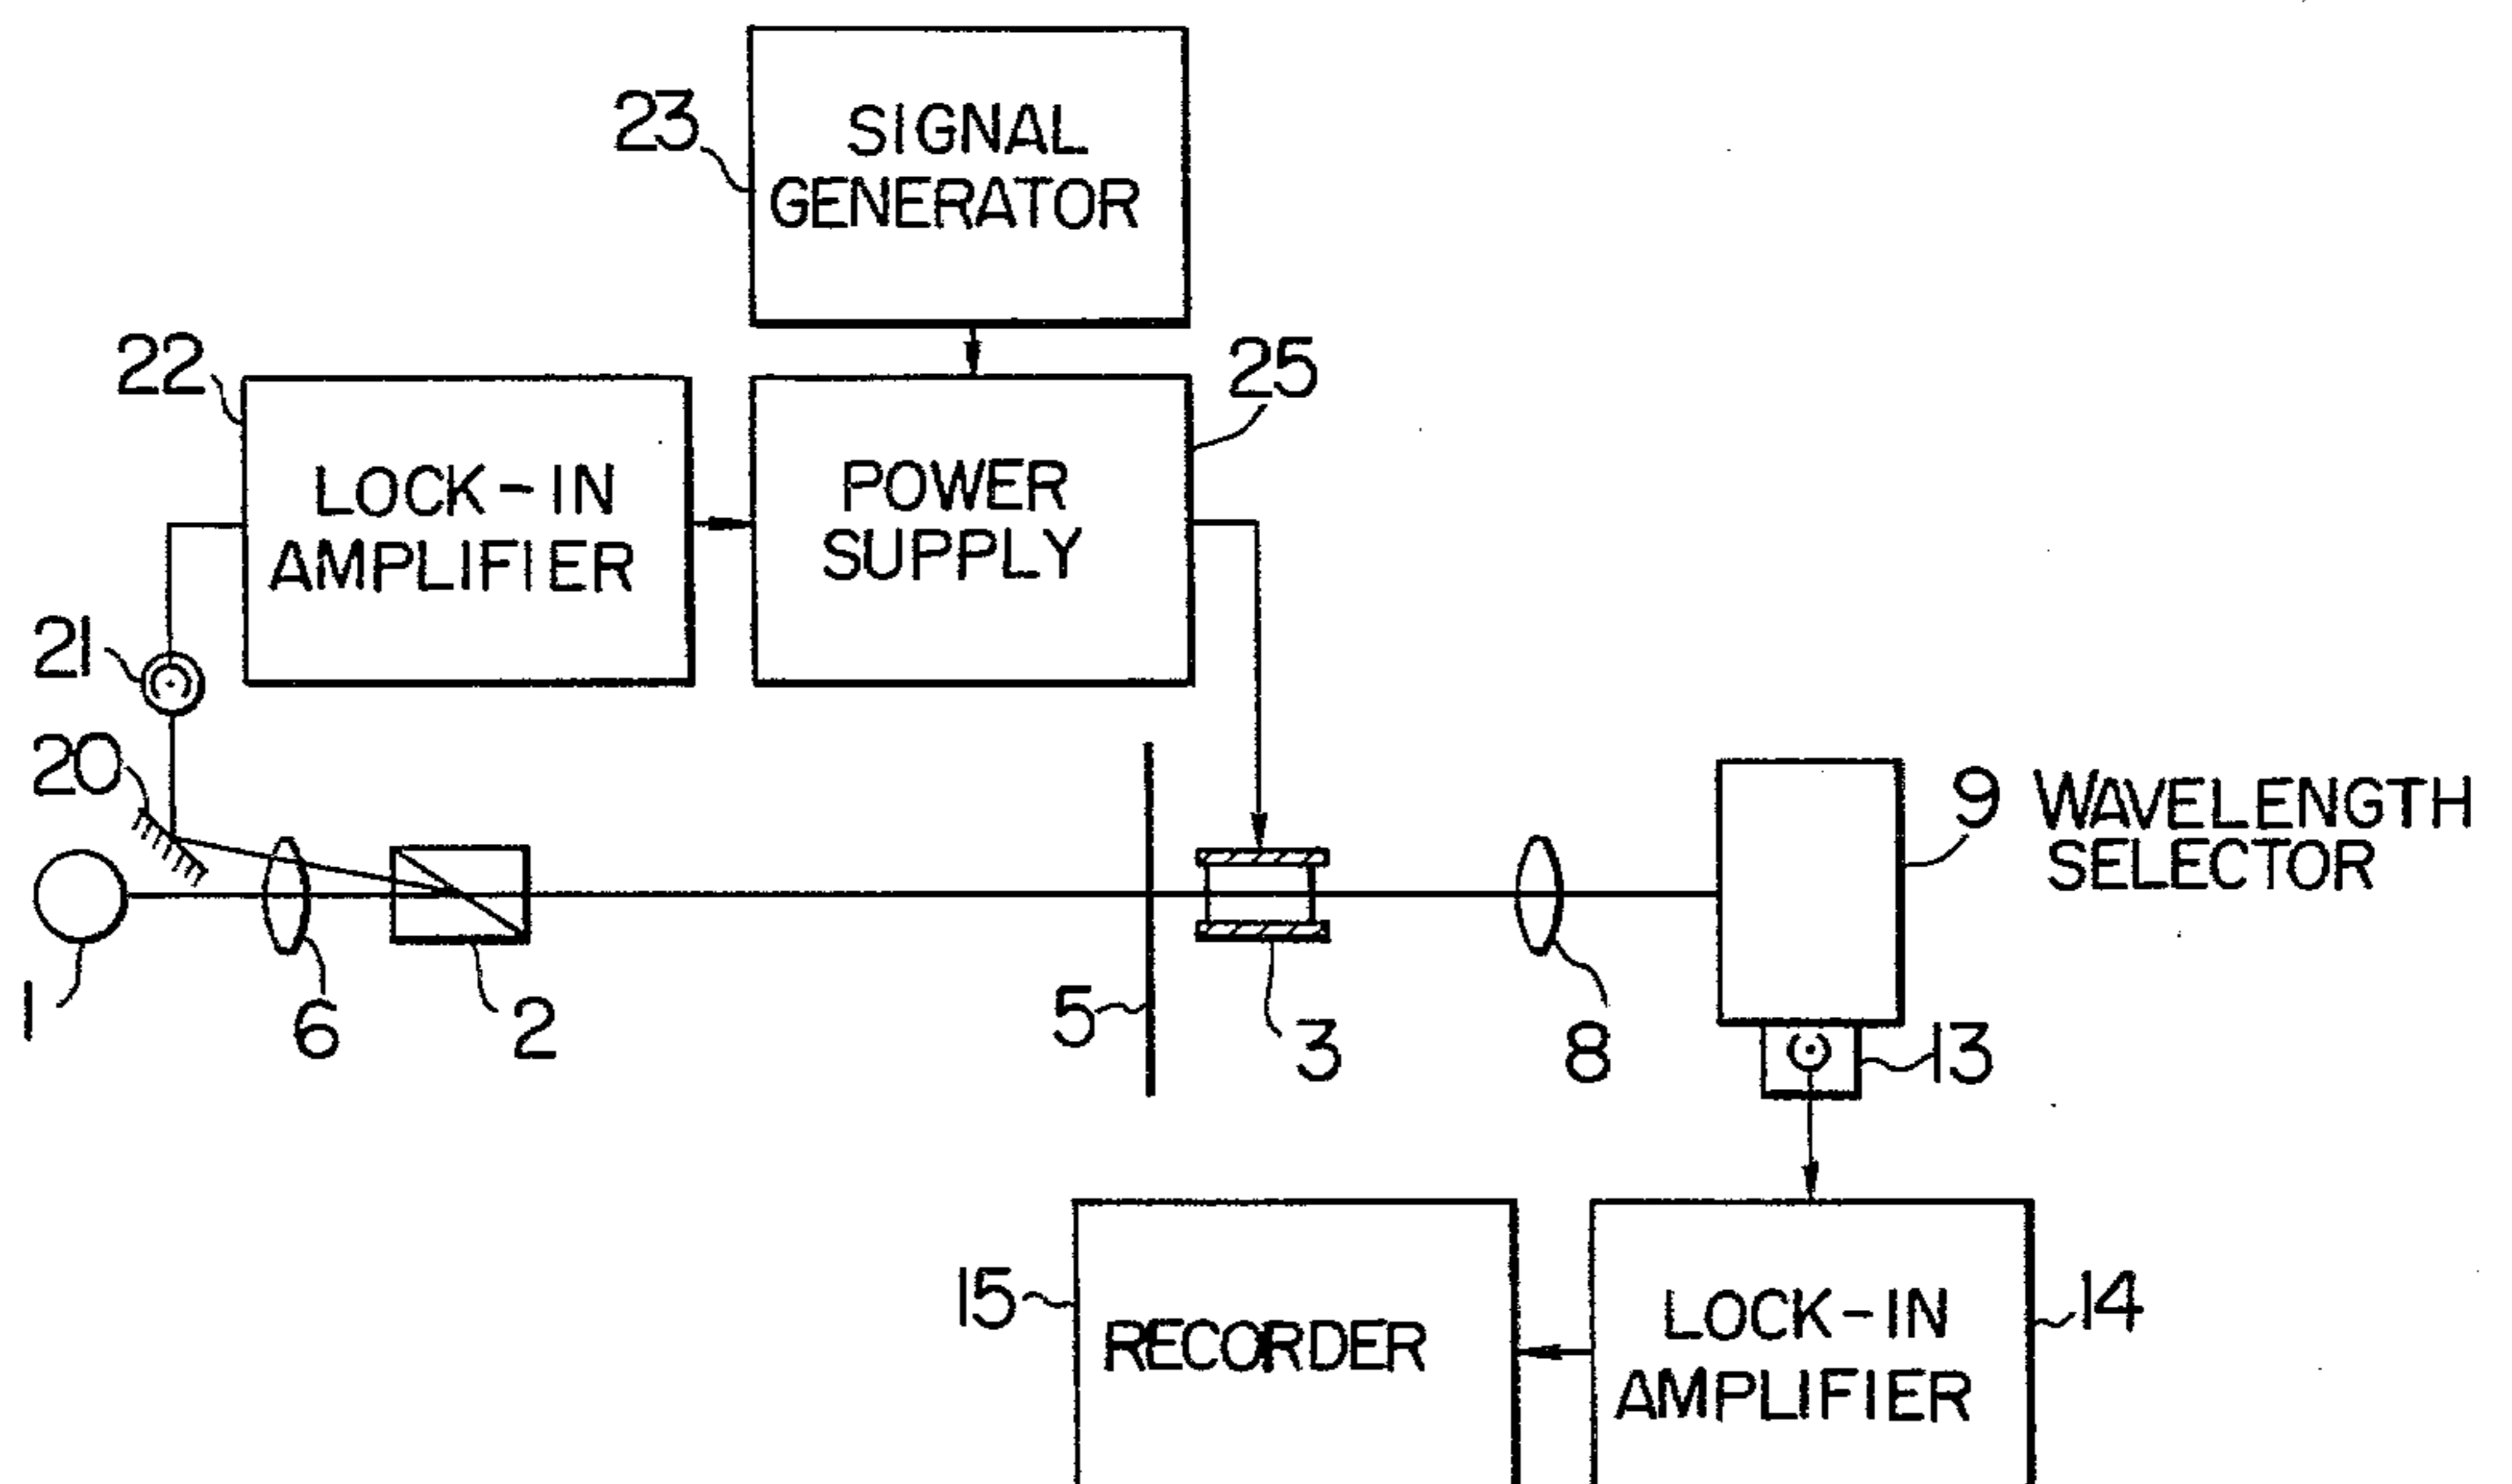 23
SIGNAL
GENERATOR
22
LOCK-IN
AMPLIFIER
25
POWER
SUPPLY
21
20
1
6
2
5
3
8
9 WAVELENGTH
SELECTOR
13
15
RECORDER
LOCK-IN
AMPLIFIER
14